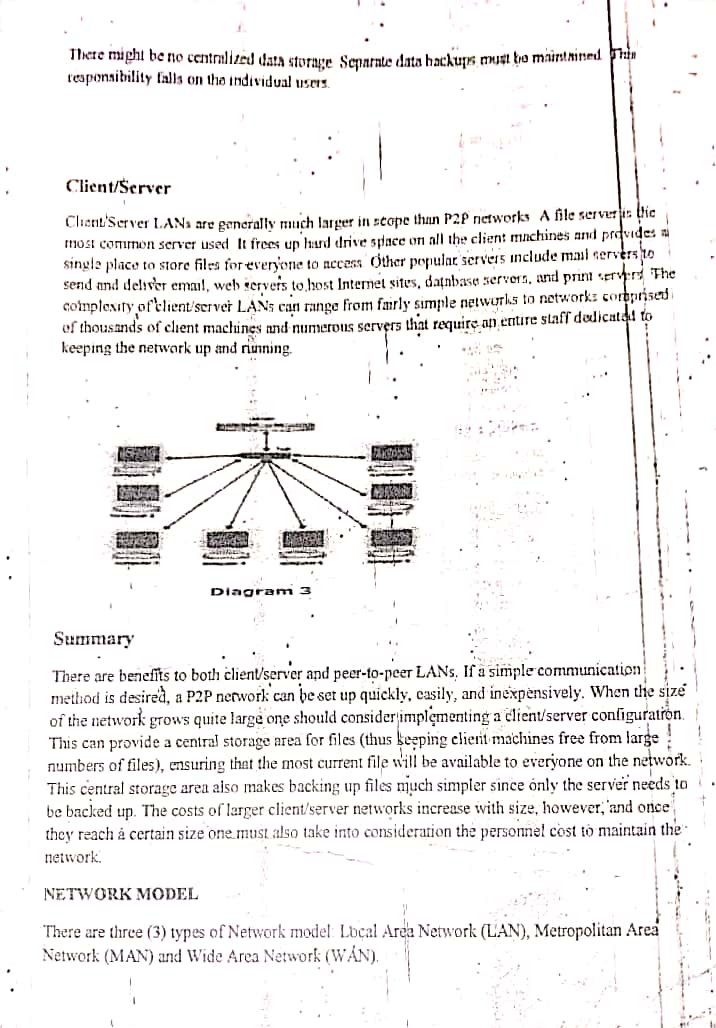 There might be no centralized data storage. Separate data backups must be maintained. This
responsibility falls on the individual users.
Client/Server
Client/Server LANs are generally much larger in scope than P2P networks. A file server is the
most common server used. It frees up hard drive space on all the client machines and provides a
single place to store files for everyone to access. Other popular servers include mail servers to
send and deliver email, web servers to host Internet sites, database servers, and print servers. The
complexity of client/server LANs can range from fairly simple networks to networks comprised
of thousands of client machines and numerous servers that require an entire staff dedicated to
keeping the network up and running.
Diagram 3
Summary
There are benefits to both client/server and peer-to-peer LANs. If a simple communication
method is desired, a P2P network can be set up quickly, easily, and inexpensively. When the size
of the network grows quite large one should consider implementing a client/server configuration.
This can provide a central storage area for files (thus keeping client machines free from large
numbers of files), ensuring that the most current file will be available to everyone on the network.
This central storage area also makes backing up files much simpler since only the server needs to
be backed up. The costs of larger client/server networks increase with size, however, and once
they reach a certain size one must also take into consideration the personnel cost to maintain the
network.
NETWORK MODEL
There are three (3) types of Network model: Local Area Network (LAN), Metropolitan Area
Network (MAN) and Wide Area Network (WAN).